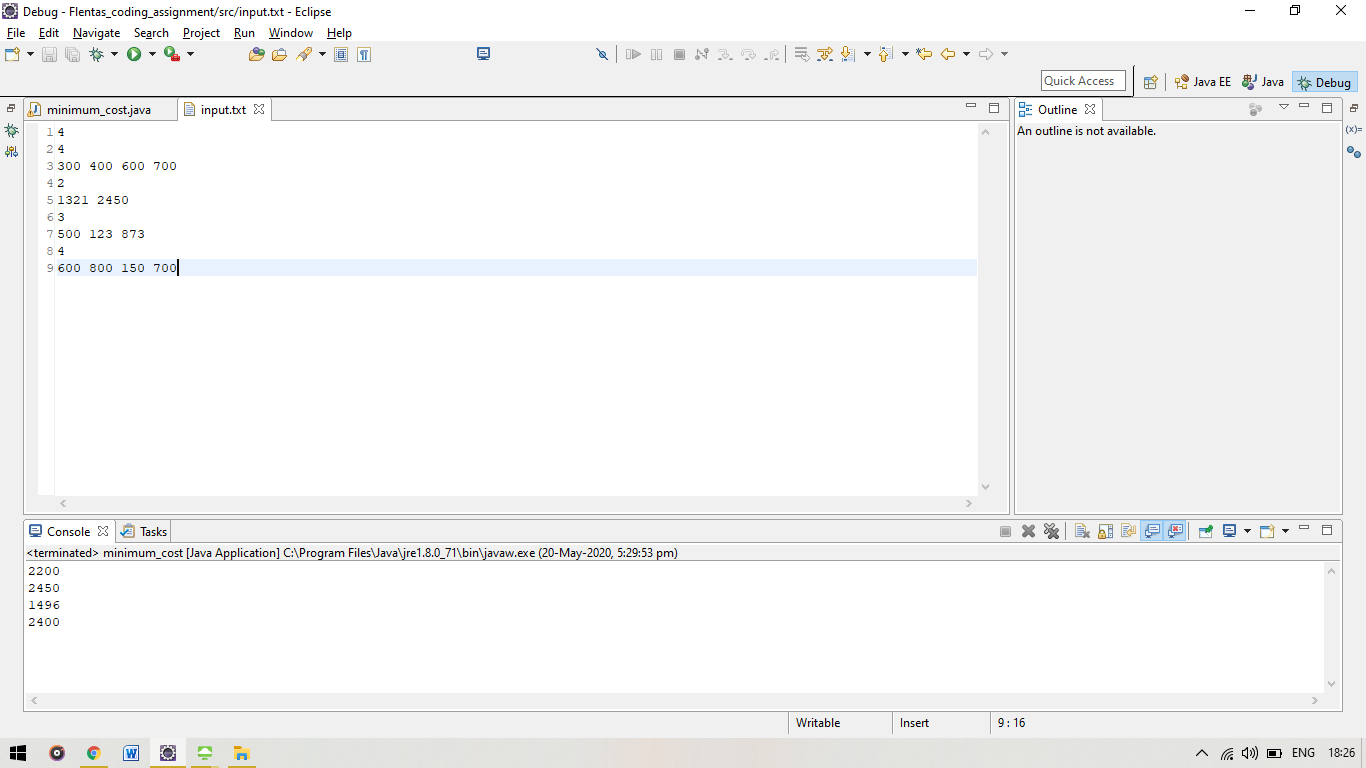 Debug - Flentas_coding_assignment/src/input.txt - Eclipse
File Edit Navigate Search Project Run Window Help
Quick Access Java EE Java Debug
minimum_cost.java input.txt
1 4
2 4
3 300 400 600 700
4 2
5 1321 2450
6 3
7 500 123 873
8 4
9 600 800 150 700
Outline
An outline is not available.
(x)=
Console Tasks
<terminated> minimum_cost [Java Application] C:\Program Files\Java\jre1.8.0_71\bin\javaw.exe (20-May-2020, 5:29:53 pm)
2200
2450
1496
2400
Writable Insert 9 : 16
W ENG 18:26